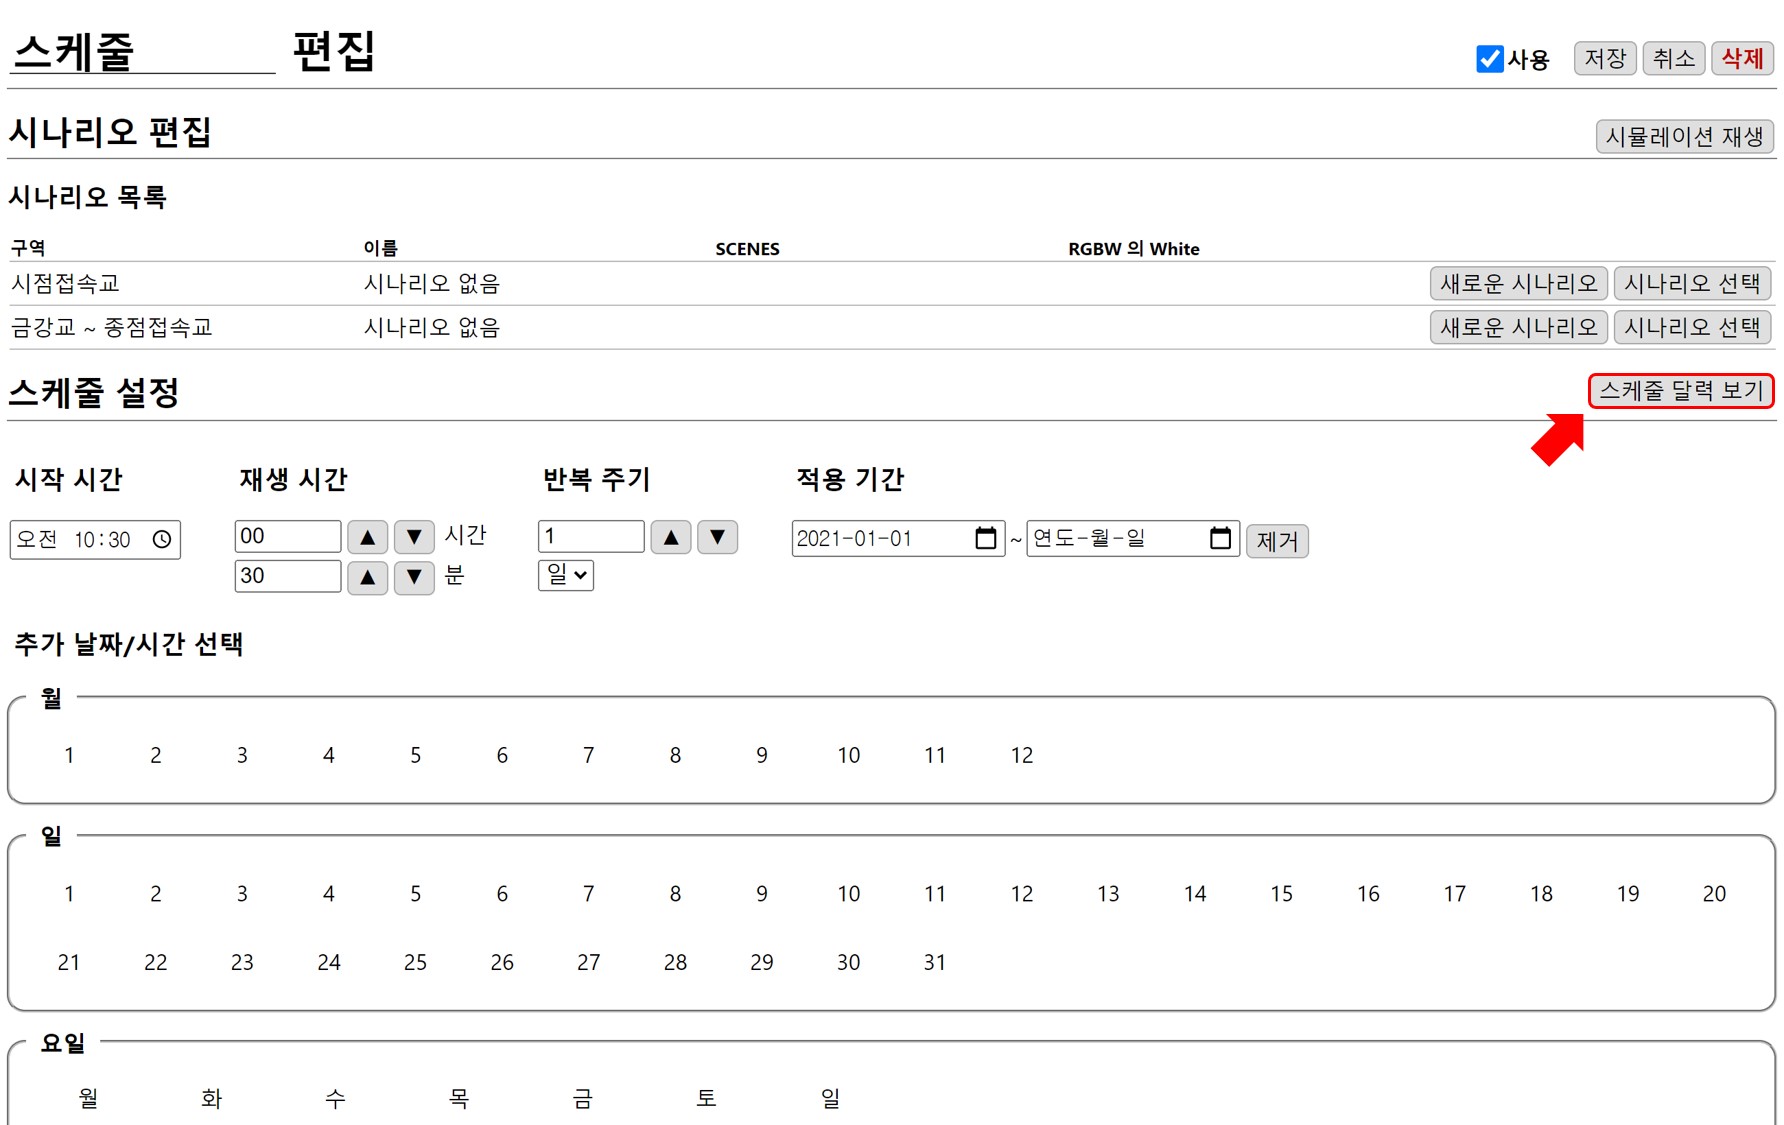 스케줄 편집
사용 저장 취소 삭제
시나리오 편집 시뮬레이션 재생
시나리오 목록
구역 이름 SCENES RGBW 의 White
시점접속교 시나리오 없음 새로운 시나리오 시나리오 선택
금강교 ~ 종점접속교 시나리오 없음 새로운 시나리오 시나리오 선택
스케줄 설정 스케줄 달력 보기
시작 시간 재생 시간 반복 주기 적용 기간
오전 10:30 00 ▲ ▼ 시간 1 ▲ ▼ 2021-01-01 ~ 연도-월-일 제거
30 ▲ ▼ 분 일
추가 날짜/시간 선택
월
1 2 3 4 5 6 7 8 9 10 11 12
일
1 2 3 4 5 6 7 8 9 10 11 12 13 14 15 16 17 18 19 20
21 22 23 24 25 26 27 28 29 30 31
요일
월 화 수 목 금 토 일